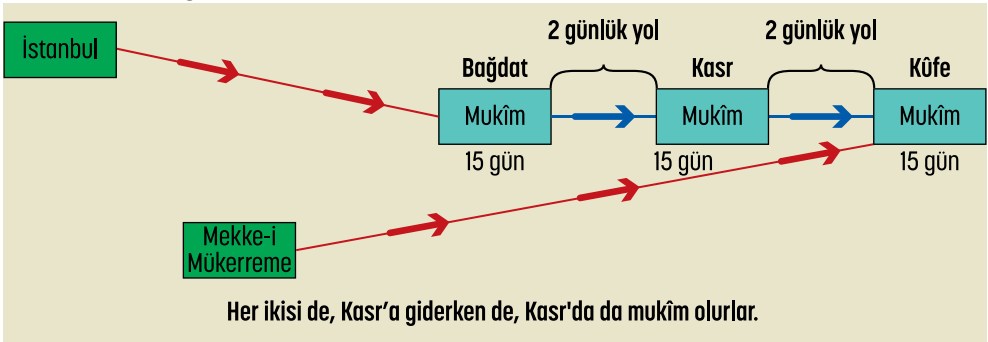 2 günlük yol
2 günlük yol
İstanbul
Bağdat
Kasr
Kûfe
Mukîm
Mukîm
Mukîm
15 gün
15 gün
15 gün
Mekke-i
Mükerreme
Her ikisi de, Kasr’a giderken de, Kasr'da da mukîm olurlar.